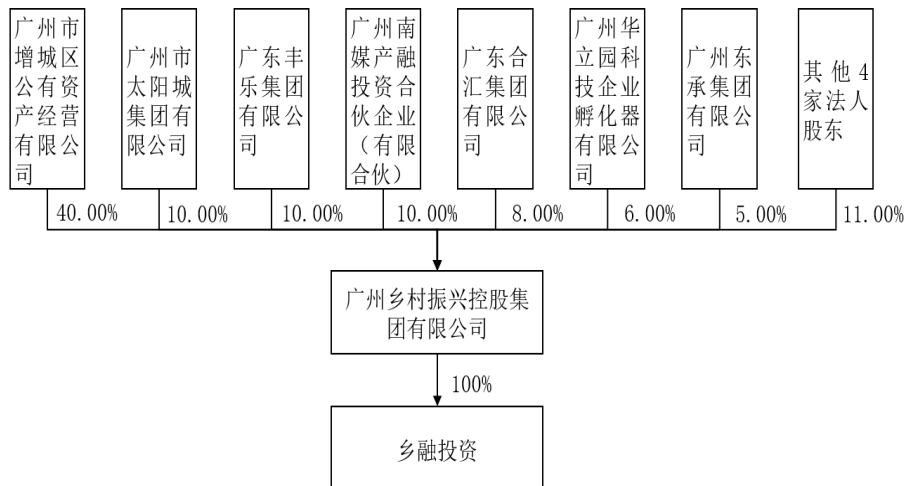 广州市
增城区
公有资
产经营
有限公
司
广州市
太阳城
集团有
限公司
广东丰
乐集团
有限公
司
广州南
媒产融
投资合
伙企业
（有限
合伙）
广东合
汇集团
有限公
司
广州华
立园科
技企业
孵化器
有限公
司
广州东
承集团
有限公
司
其他4
家法人
股东
40.00%
10.00%
10.00%
10.00%
8.00%
6.00%
5.00%
11.00%
广州乡村振兴控股集
团有限公司
100%
乡融投资